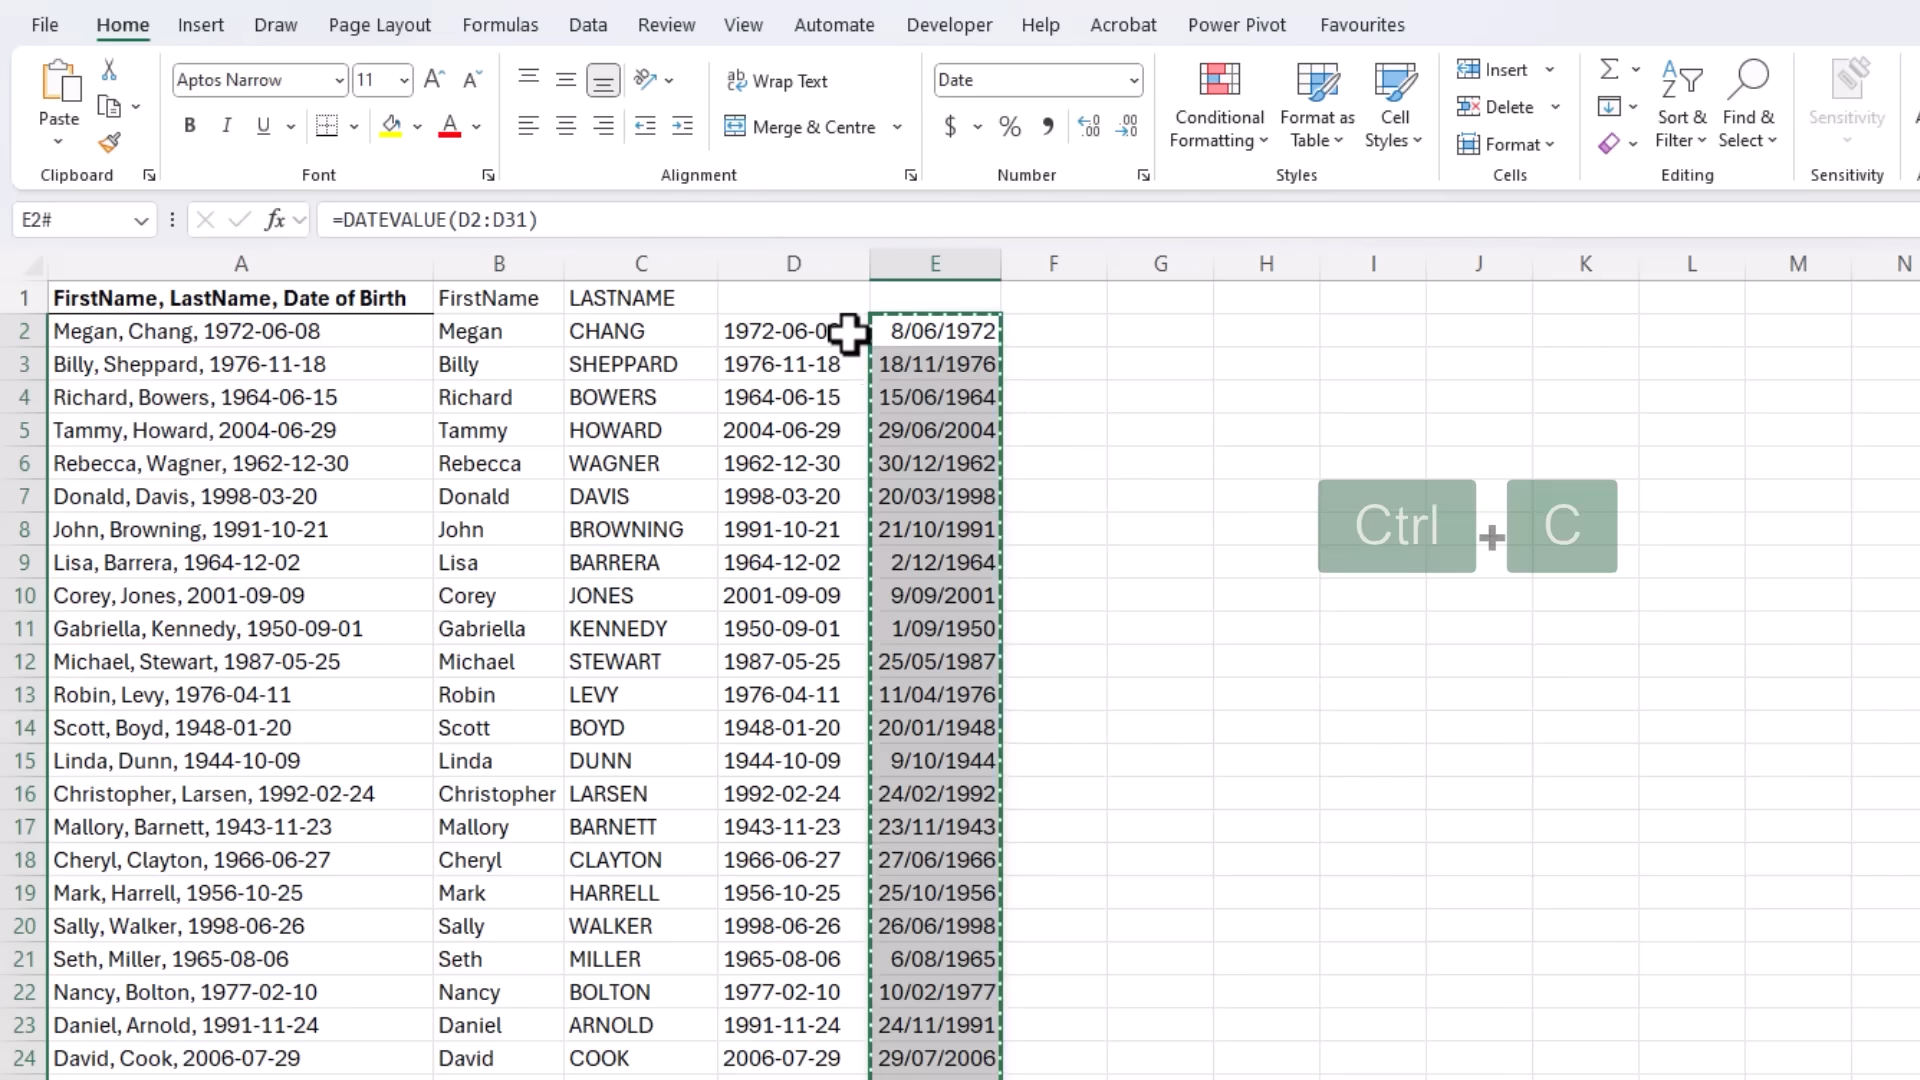 File Home Insert Draw Page Layout Formulas Data Review View Automate Developer Help Acrobat Power Pivot Favourites
Paste Aptos Narrow 11 Wrap Text Date Conditional Formatting Format as Table Cell Styles Insert Sort & Filter Find & Select Sensitivity
B I U Merge & Centre $ % Delete
Format
Clipboard Font Alignment Number Styles Cells Editing Sensitivity
E2# fx =DATEVALUE(D2:D31)
A B C D E F G H I J K L M N
1 FirstName, LastName, Date of Birth FirstName LASTNAME
2 Megan, Chang, 1972-06-08 Megan CHANG 1972-06-0 8/06/1972
3 Billy, Sheppard, 1976-11-18 Billy SHEPPARD 1976-11-18 18/11/1976
4 Richard, Bowers, 1964-06-15 Richard BOWERS 1964-06-15 15/06/1964
5 Tammy, Howard, 2004-06-29 Tammy HOWARD 2004-06-29 29/06/2004
6 Rebecca, Wagner, 1962-12-30 Rebecca WAGNER 1962-12-30 30/12/1962
7 Donald, Davis, 1998-03-20 Donald DAVIS 1998-03-20 20/03/1998
8 John, Browning, 1991-10-21 John BROWNING 1991-10-21 21/10/1991
Ctrl + C
9 Lisa, Barrera, 1964-12-02 Lisa BARRERA 1964-12-02 2/12/1964
10 Corey, Jones, 2001-09-09 Corey JONES 2001-09-09 9/09/2001
11 Gabriella, Kennedy, 1950-09-01 Gabriella KENNEDY 1950-09-01 1/09/1950
12 Michael, Stewart, 1987-05-25 Michael STEWART 1987-05-25 25/05/1987
13 Robin, Levy, 1976-04-11 Robin LEVY 1976-04-11 11/04/1976
14 Scott, Boyd, 1948-01-20 Scott BOYD 1948-01-20 20/01/1948
15 Linda, Dunn, 1944-10-09 Linda DUNN 1944-10-09 9/10/1944
16 Christopher, Larsen, 1992-02-24 Christopher LARSEN 1992-02-24 24/02/1992
17 Mallory, Barnett, 1943-11-23 Mallory BARNETT 1943-11-23 23/11/1943
18 Cheryl, Clayton, 1966-06-27 Cheryl CLAYTON 1966-06-27 27/06/1966
19 Mark, Harrell, 1956-10-25 Mark HARRELL 1956-10-25 25/10/1956
20 Sally, Walker, 1998-06-26 Sally WALKER 1998-06-26 26/06/1998
21 Seth, Miller, 1965-08-06 Seth MILLER 1965-08-06 6/08/1965
22 Nancy, Bolton, 1977-02-10 Nancy BOLTON 1977-02-10 10/02/1977
23 Daniel, Arnold, 1991-11-24 Daniel ARNOLD 1991-11-24 24/11/1991
24 David, Cook, 2006-07-29 David COOK 2006-07-29 29/07/2006